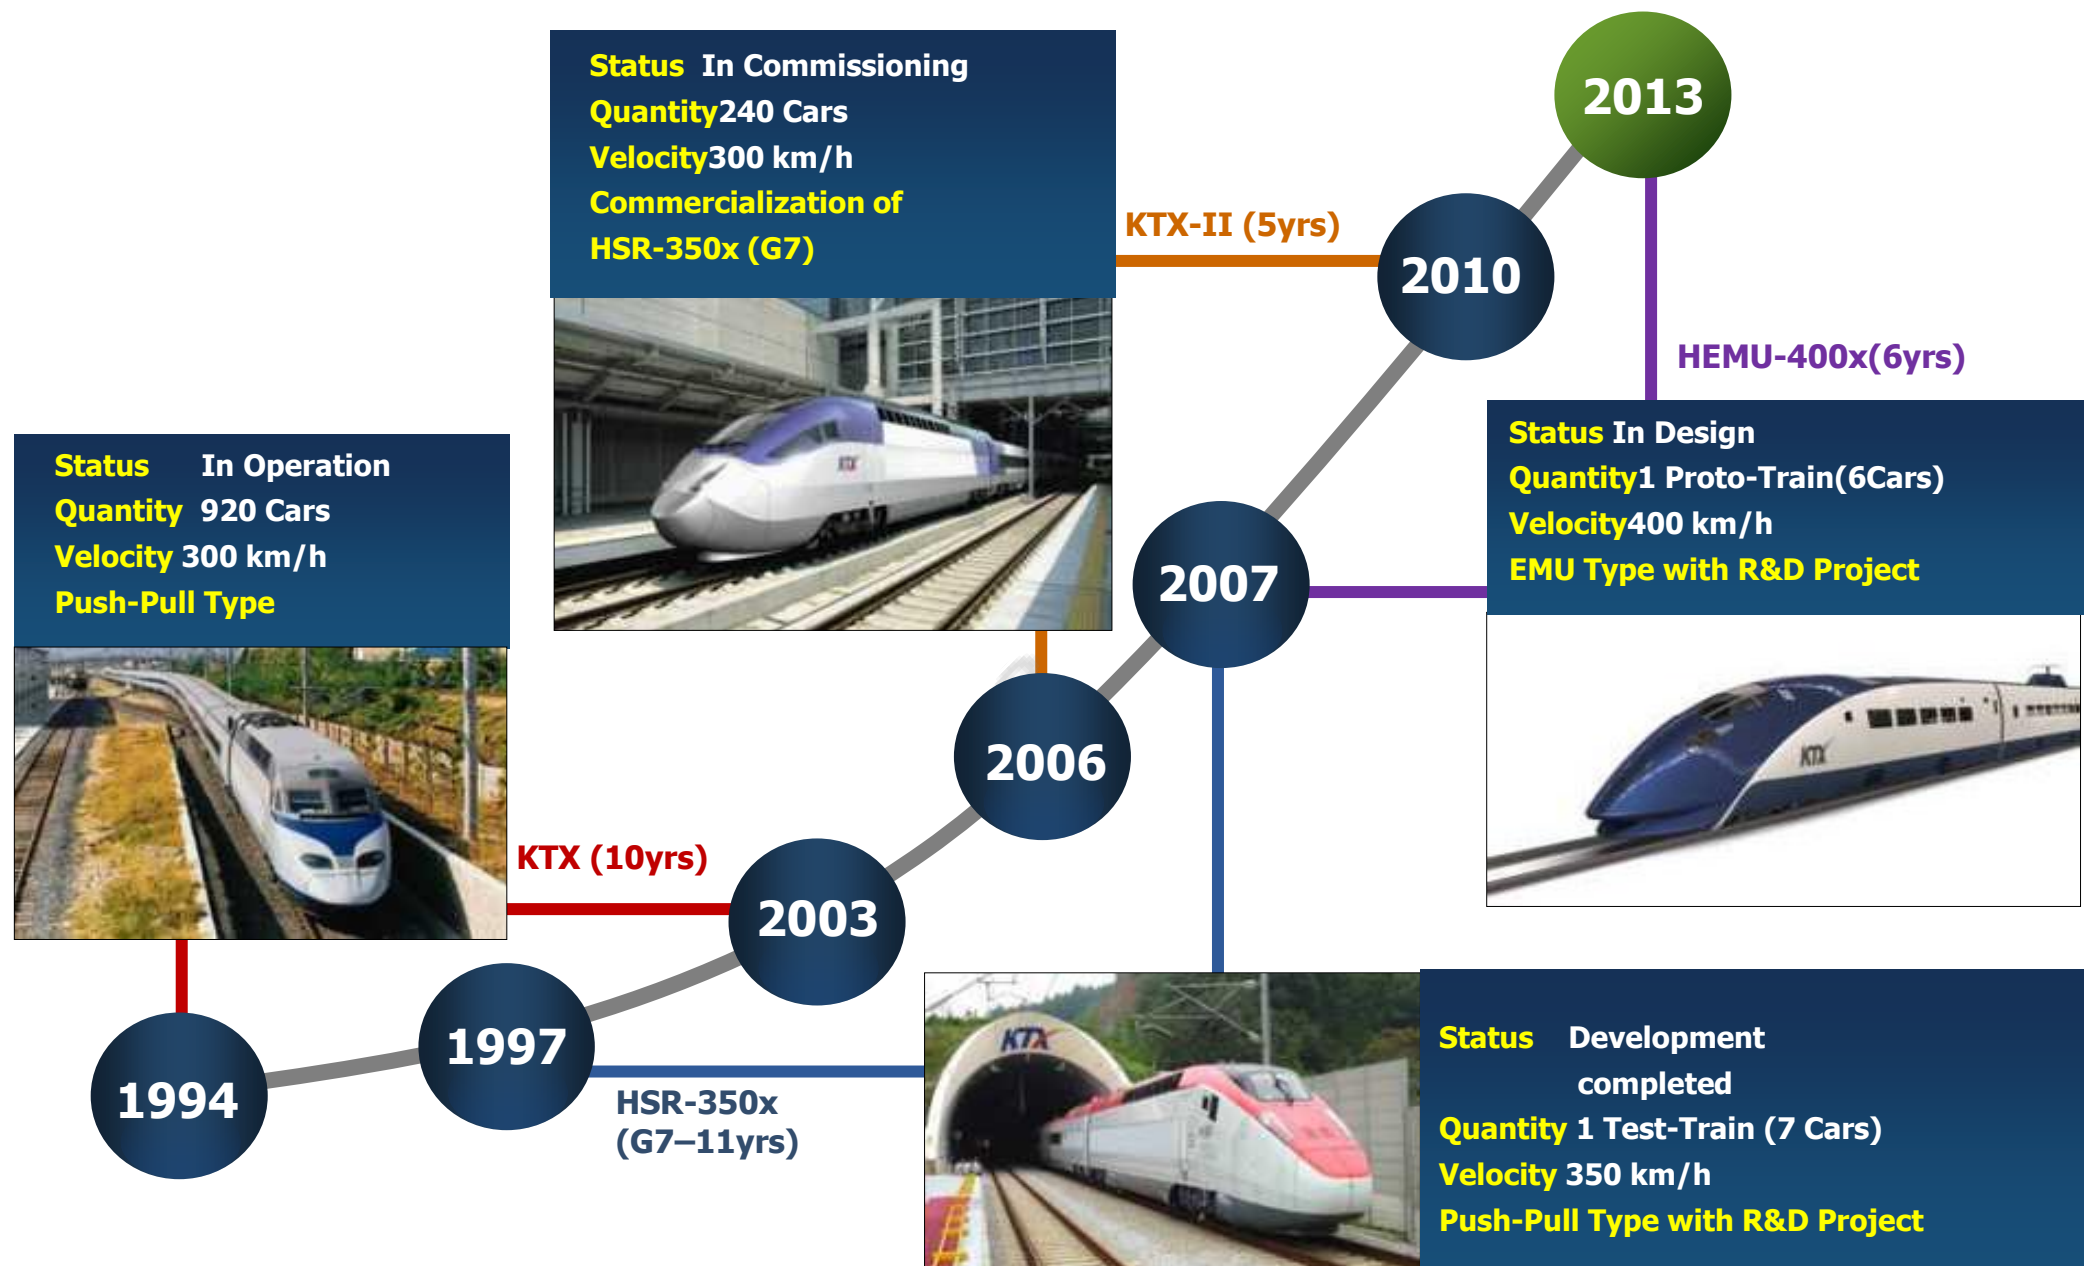 Status In Commissioning
Quantity240 Cars
Velocity300 km/h
Commercialization of
HSR-350x (G7)
2013
KTX-II (5yrs)
2010
HEMU-400x(6yrs)
Status In Design
Quantity1 Proto-Train(6Cars)
Velocity400 km/h
EMU Type with R&D Project
KTX
Status In Operation
Quantity 920 Cars
Velocity 300 km/h
Push-Pull Type
KTX
2007
2006
KTX (10yrs)
2003
1997
1994
HSR-350x
(G7–11yrs)
KTX
Status Development
completed
Quantity 1 Test-Train (7 Cars)
Velocity 350 km/h
Push-Pull Type with R&D Project